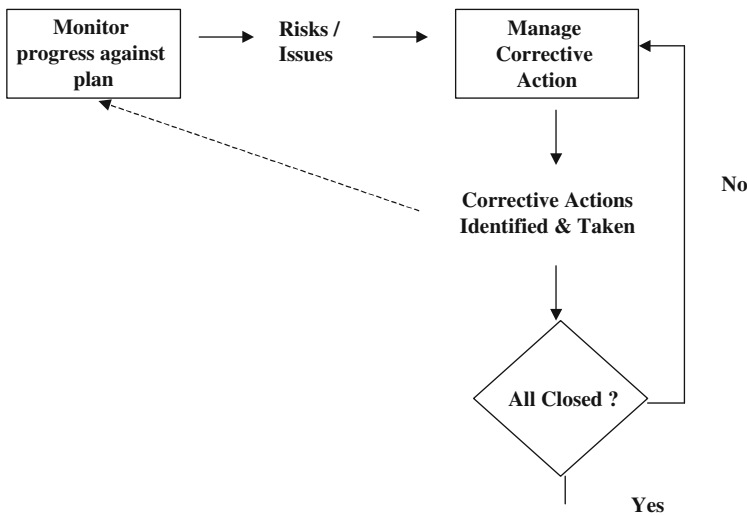 Monitor
progress against
plan
Risks /
Issues
Manage
Corrective
Action
Corrective Actions
Identified & Taken
No
All Closed ?
Yes